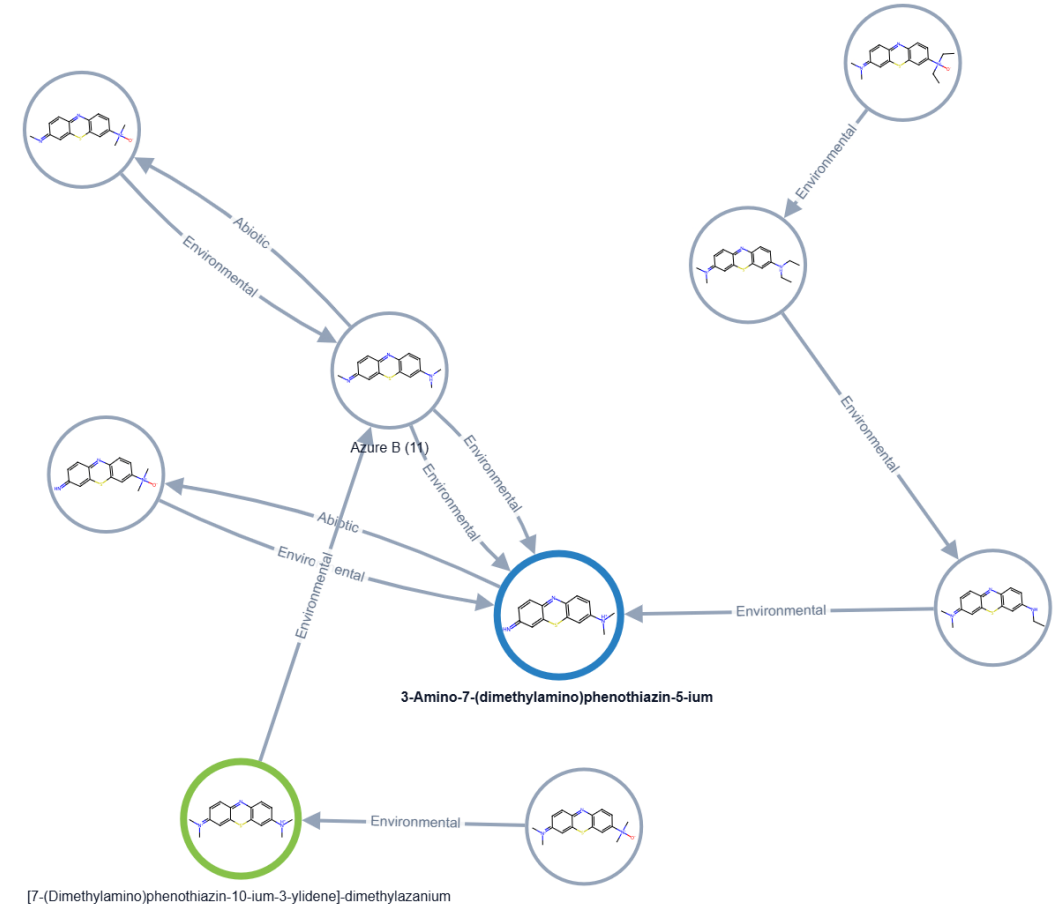 Environmental
Abiotic
Environmental
Environmental
Azure B (11)
Environmental
Environmental
Environmental
Abiotic
Environmental
Environmental
Environmental
3-Amino-7-(dimethylamino)phenothiazin-5-ium
Environmental
[7-(Dimethylamino)phenothiazin-10-ium-3-ylidene]-dimethylazanium